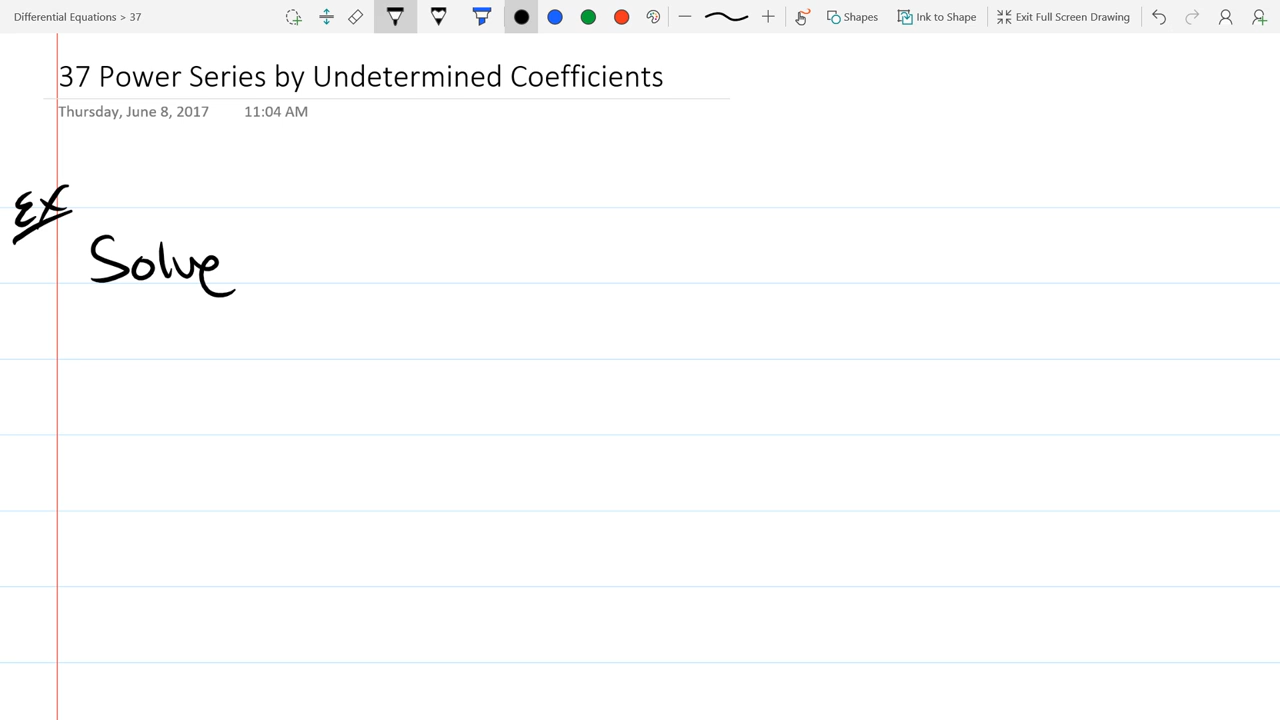 Differential Equations > 37
Shapes
Ink to Shape
Exit Full Screen Drawing
37 Power Series by Undetermined Coefficients
Thursday, June 8, 2017 11:04 AM
Ex
Solve